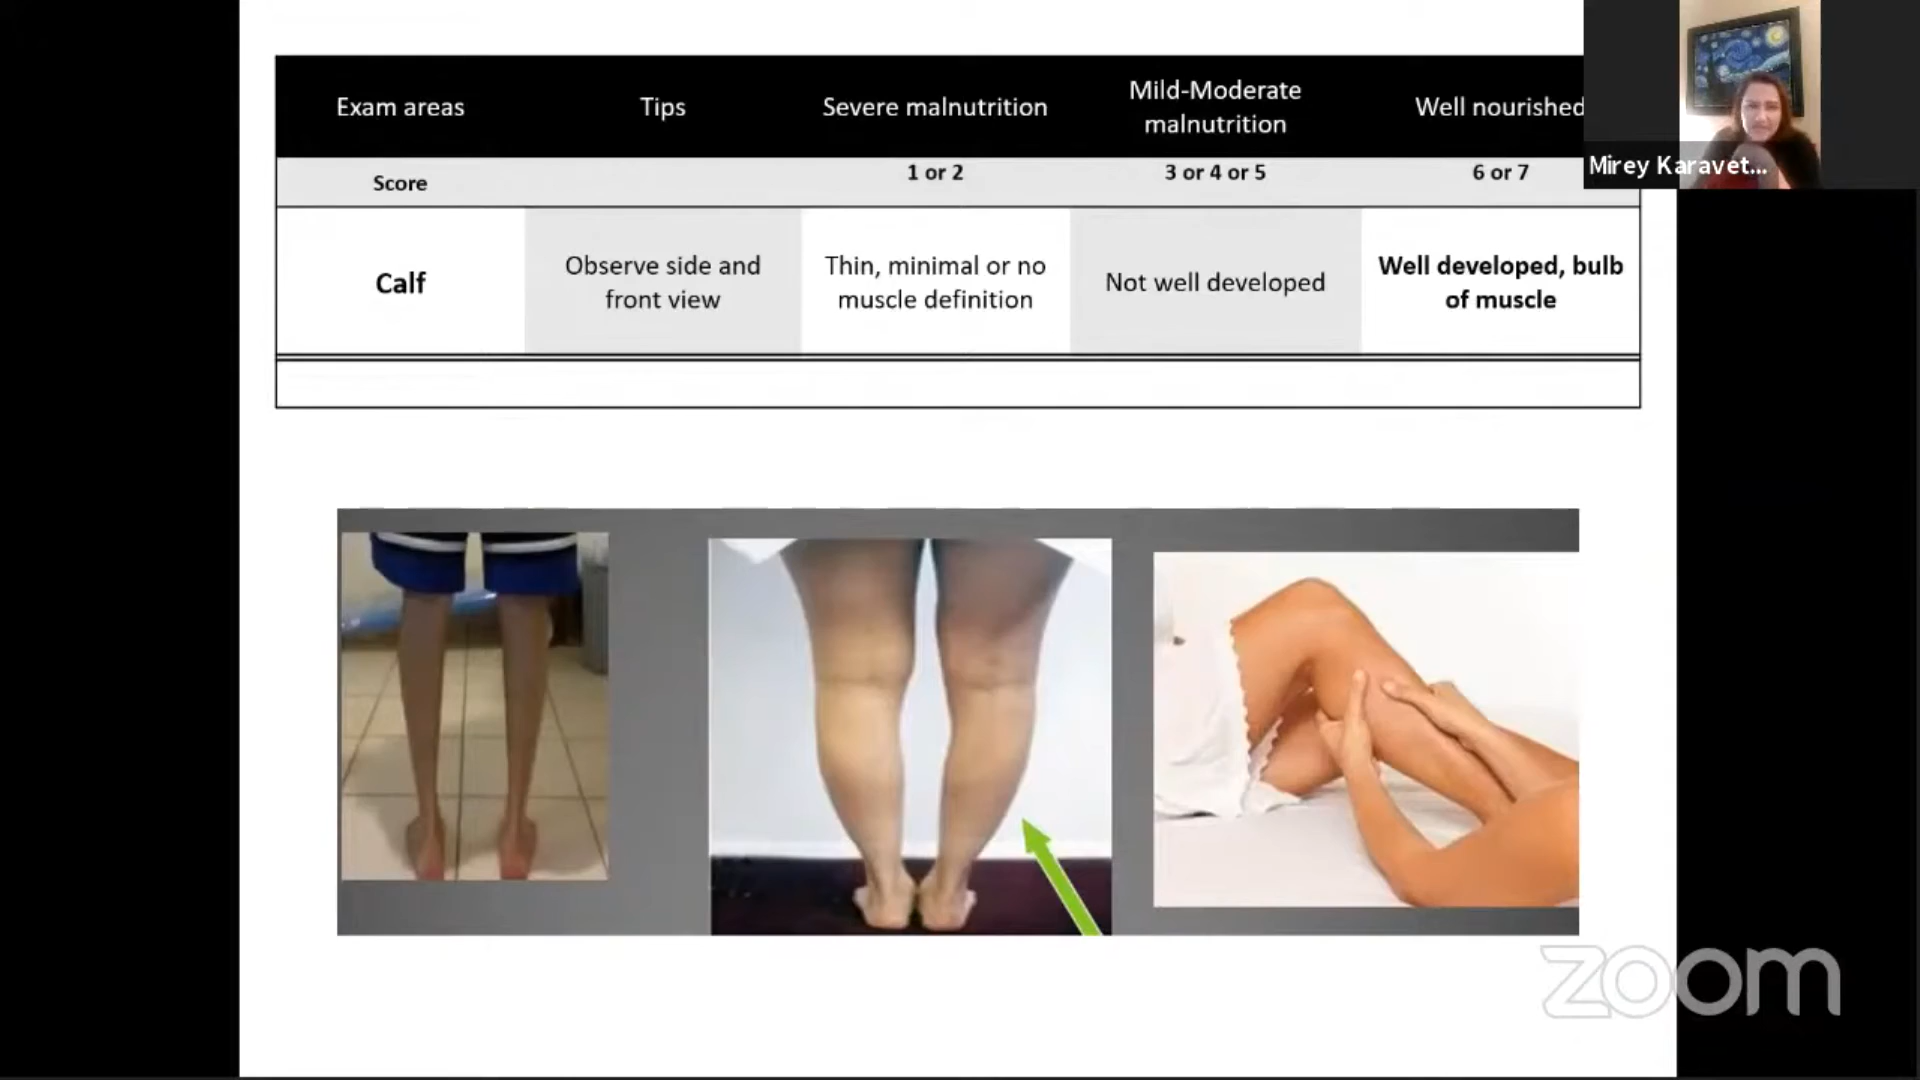 Exam areas
Tips
Severe malnutrition
Mild-Moderate
malnutrition
Well nourished
Score
1 or 2
3 or 4 or 5
6 or 7
Calf
Observe side and
front view
Thin, minimal or no
muscle definition
Not well developed
Well developed, bulb
of muscle
Mirey Karavet...
zoom